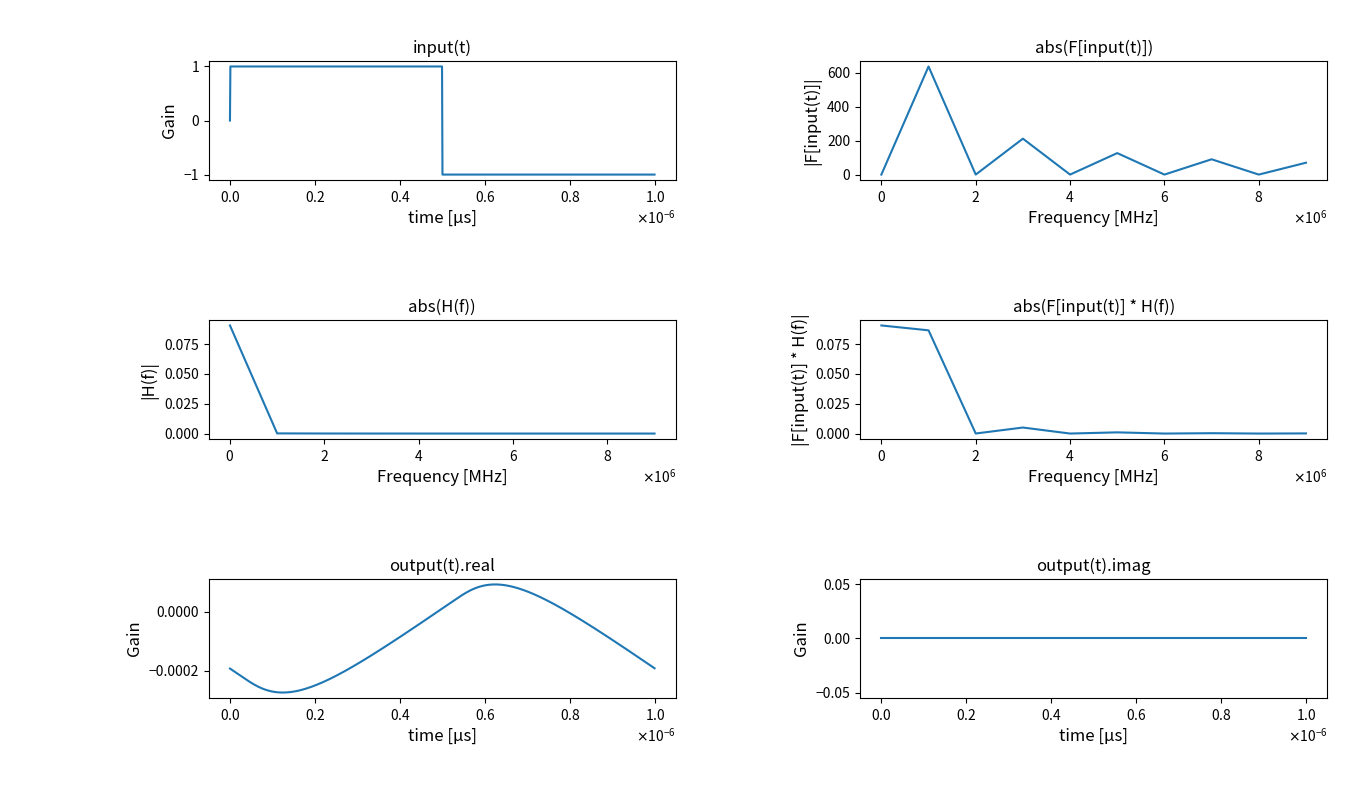 input(t)
1
0
−1
Gain
0.0 0.2 0.4 0.6 0.8 1.0
time [μs]
×10⁻⁶
abs(F[input(t)])
600
400
200
0
|F[input(t)]|
0 2 4 6 8
Frequency [MHz]
×10⁶
abs(H(f))
0.075
0.050
0.025
0.000
|H(f)|
0 2 4 6 8
Frequency [MHz]
×10⁶
abs(F[input(t)] * H(f))
0.075
0.050
0.025
0.000
|F[input(t)] * H(f)|
0 2 4 6 8
Frequency [MHz]
×10⁶
output(t).real
0.0000
−0.0002
Gain
0.0 0.2 0.4 0.6 0.8 1.0
time [μs]
×10⁻⁶
output(t).imag
0.05
0.00
−0.05
Gain
0.0 0.2 0.4 0.6 0.8 1.0
time [μs]
×10⁻⁶